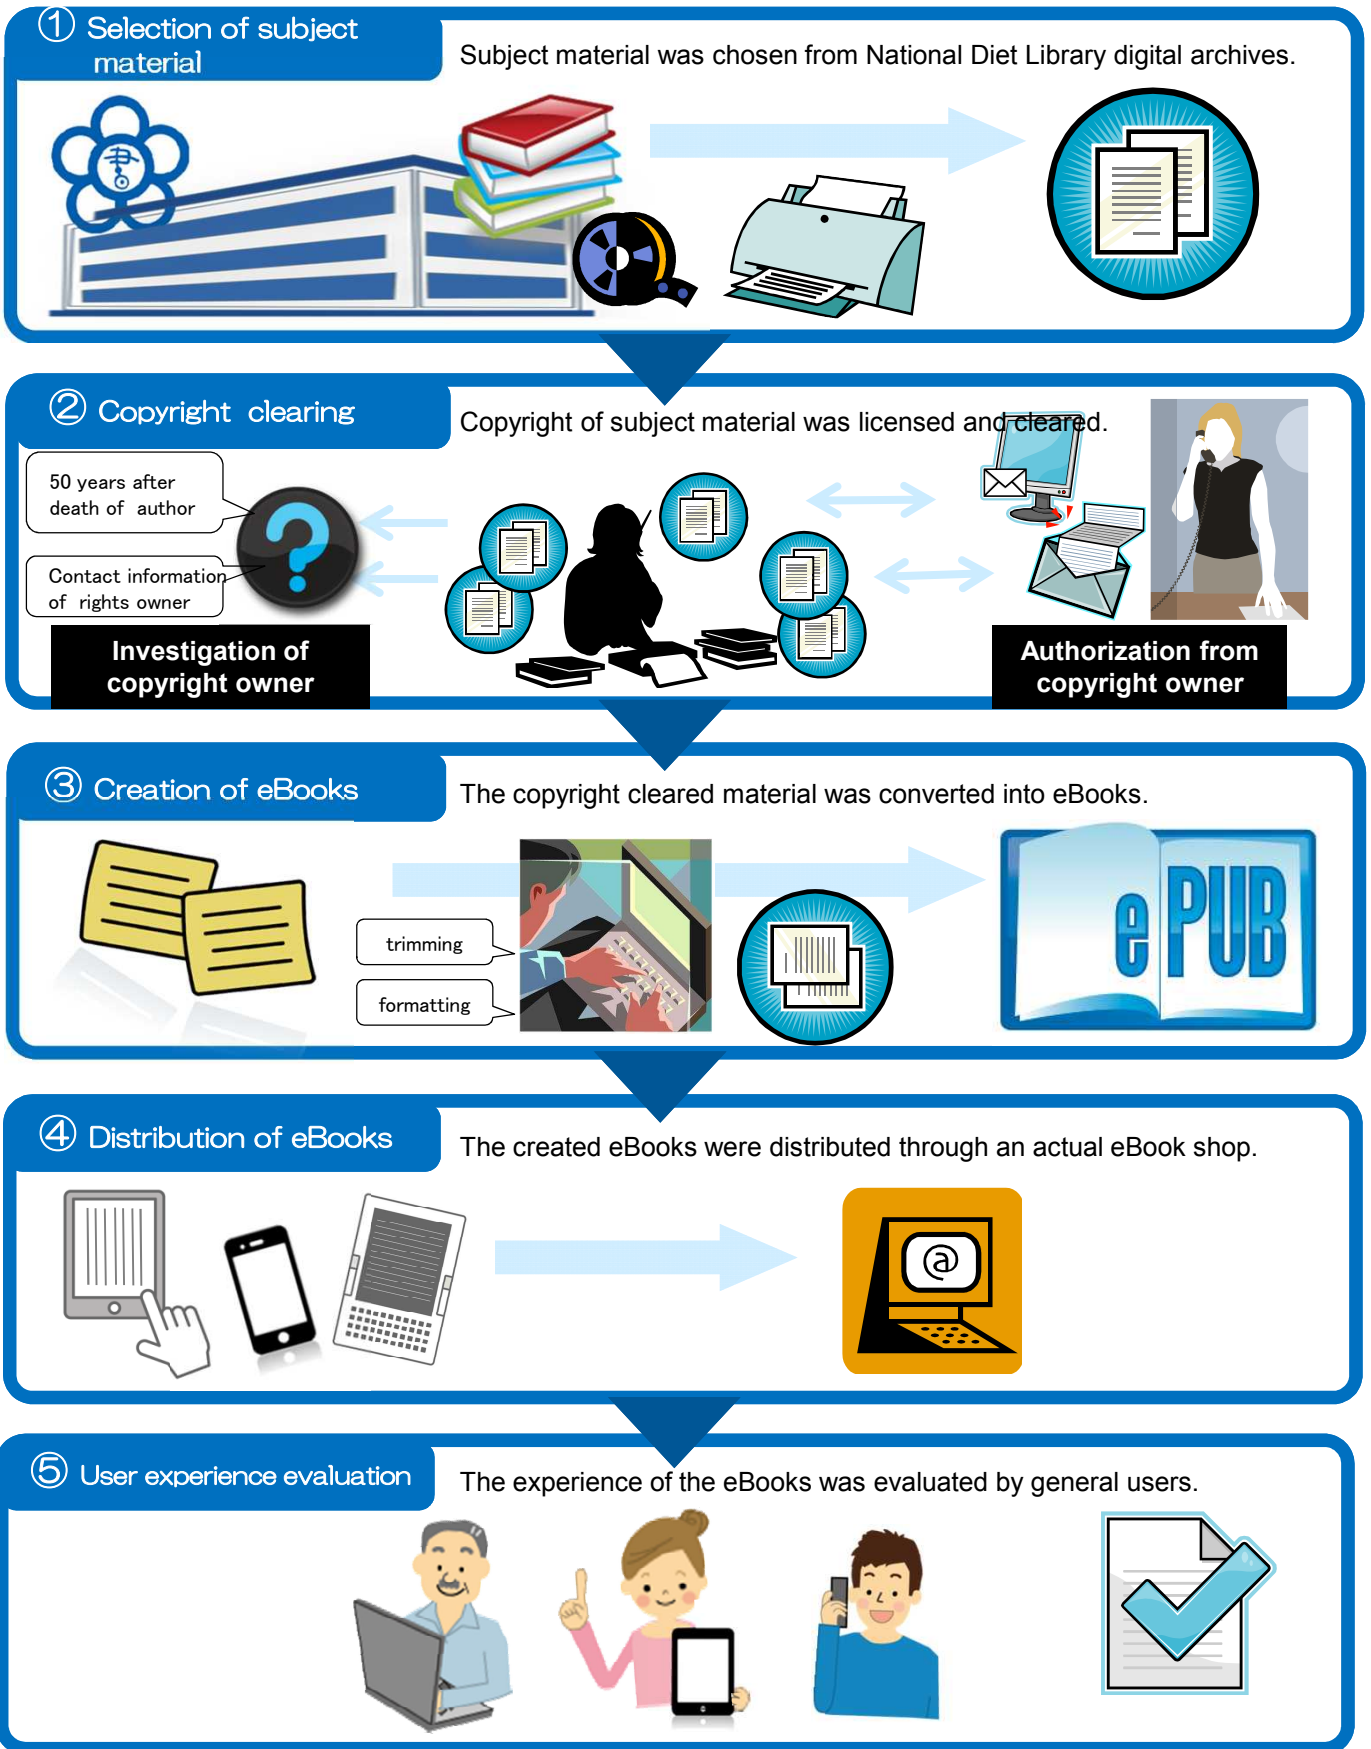 ① Selection of subject
material
Subject material was chosen from National Diet Library digital archives.
② Copyright clearing
Copyright of subject material was licensed and cleared.
50 years after
death of author
Contact information
of rights owner
Investigation of
copyright owner
Authorization from
copyright owner
③ Creation of eBooks
The copyright cleared material was converted into eBooks.
trimming
formatting
ePUB
④ Distribution of eBooks
The created eBooks were distributed through an actual eBook shop.
@
⑤ User experience evaluation
The experience of the eBooks was evaluated by general users.